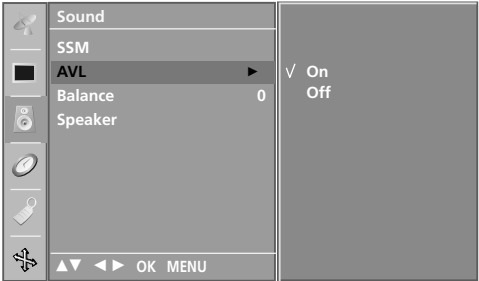 Sound
SSM
AVL ►
Balance 0
Speaker
√ On
Off
▲▼ ◄► OK MENU